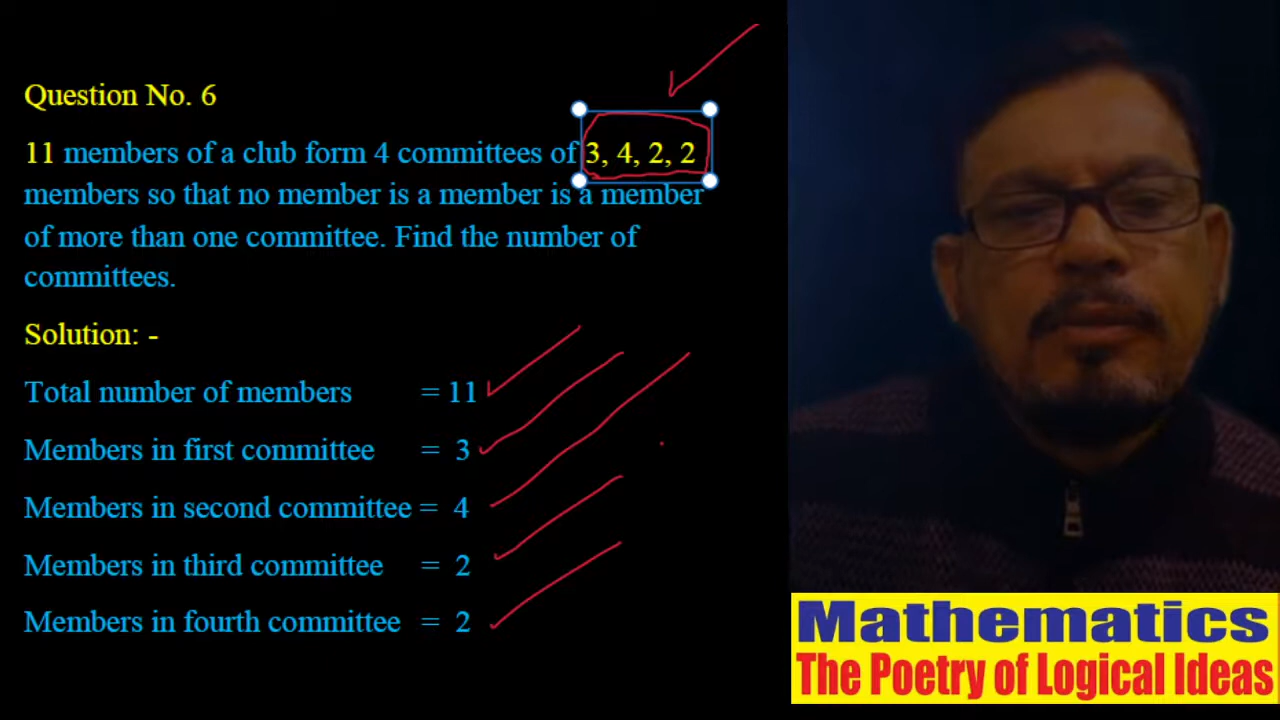 Question No. 6
11 members of a club form 4 committees of 3, 4, 2, 2
members so that no member is a member is a member
of more than one committee. Find the number of
committees.
Solution: -
Total number of members = 11
Members in first committee = 3
Members in second committee = 4
Members in third committee = 2
Members in fourth committee = 2
Mathematics
The Poetry of Logical Ideas